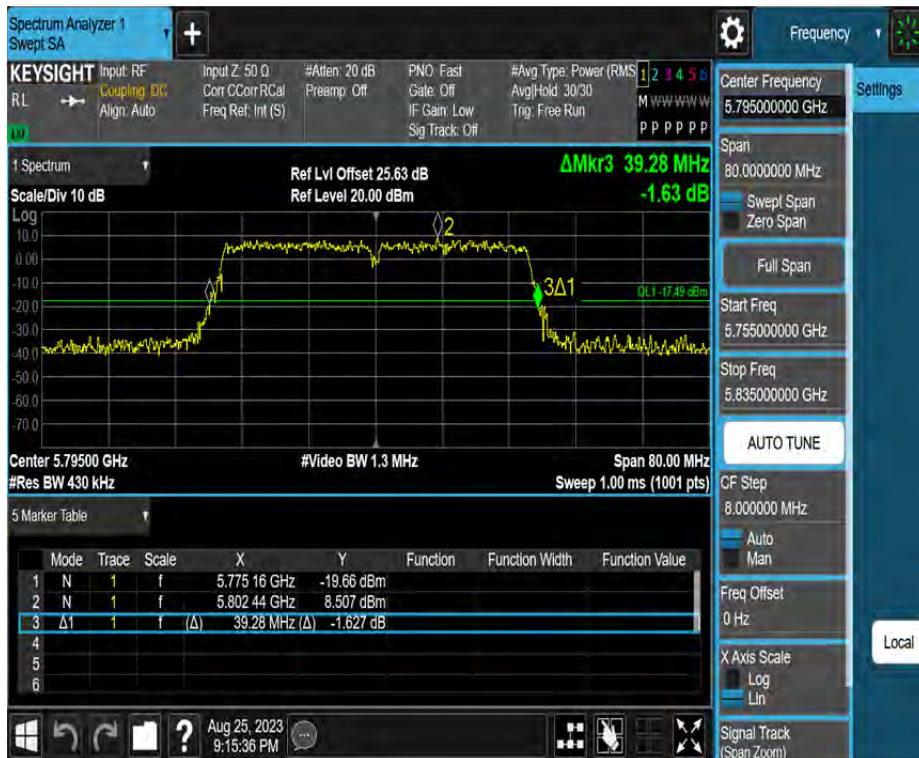 Spectrum Analyzer 1
Swept SA
+
Frequency
KEYSIGHT
RL
LXI
Input: RF
Coupling: DC
Align: Auto
Input Z: 50 Ω
Corr CCorr RCal
Freq Ref: Int (S)
#Atten: 20 dB
Preamp: Off
PNO: Fast
Gate: Off
IF Gain: Low
Sig Track: Off
#Avg Type: Power (RMS
Avg|Hold: 30/30
Trig: Free Run
1 2 3 4 5 6
M W W W W W
P P P P P P
1 Spectrum
Scale/Div 10 dB
Ref Lvl Offset 25.63 dB
Ref Level 20.00 dBm
ΔMkr3 39.28 MHz
-1.63 dB
Log
10.0
0.00
-10.0
-20.0
-30.0
-40.0
-50.0
-60.0
-70.0
2
3Δ1
DL1 -17.49 dBm
Center 5.79500 GHz
#Res BW 430 kHz
#Video BW 1.3 MHz
Span 80.00 MHz
Sweep 1.00 ms (1001 pts)
5 Marker Table
Mode Trace Scale X Y Function Function Width Function Value
1 N 1 f 5.775 16 GHz -19.66 dBm
2 N 1 f 5.802 44 GHz 8.507 dBm
3 Δ1 1 f (Δ) 39.28 MHz (Δ) -1.627 dB
4
5
6
?
Aug 25, 2023
9:15:36 PM
Center Frequency
5.795000000 GHz
Settings
Span
80.0000000 MHz
Swept Span
Zero Span
Full Span
Start Freq
5.755000000 GHz
Stop Freq
5.835000000 GHz
AUTO TUNE
CF Step
8.000000 MHz
Auto
Man
Freq Offset
0 Hz
Local
X Axis Scale
Log
Lin
Signal Track
(Span Zoom)